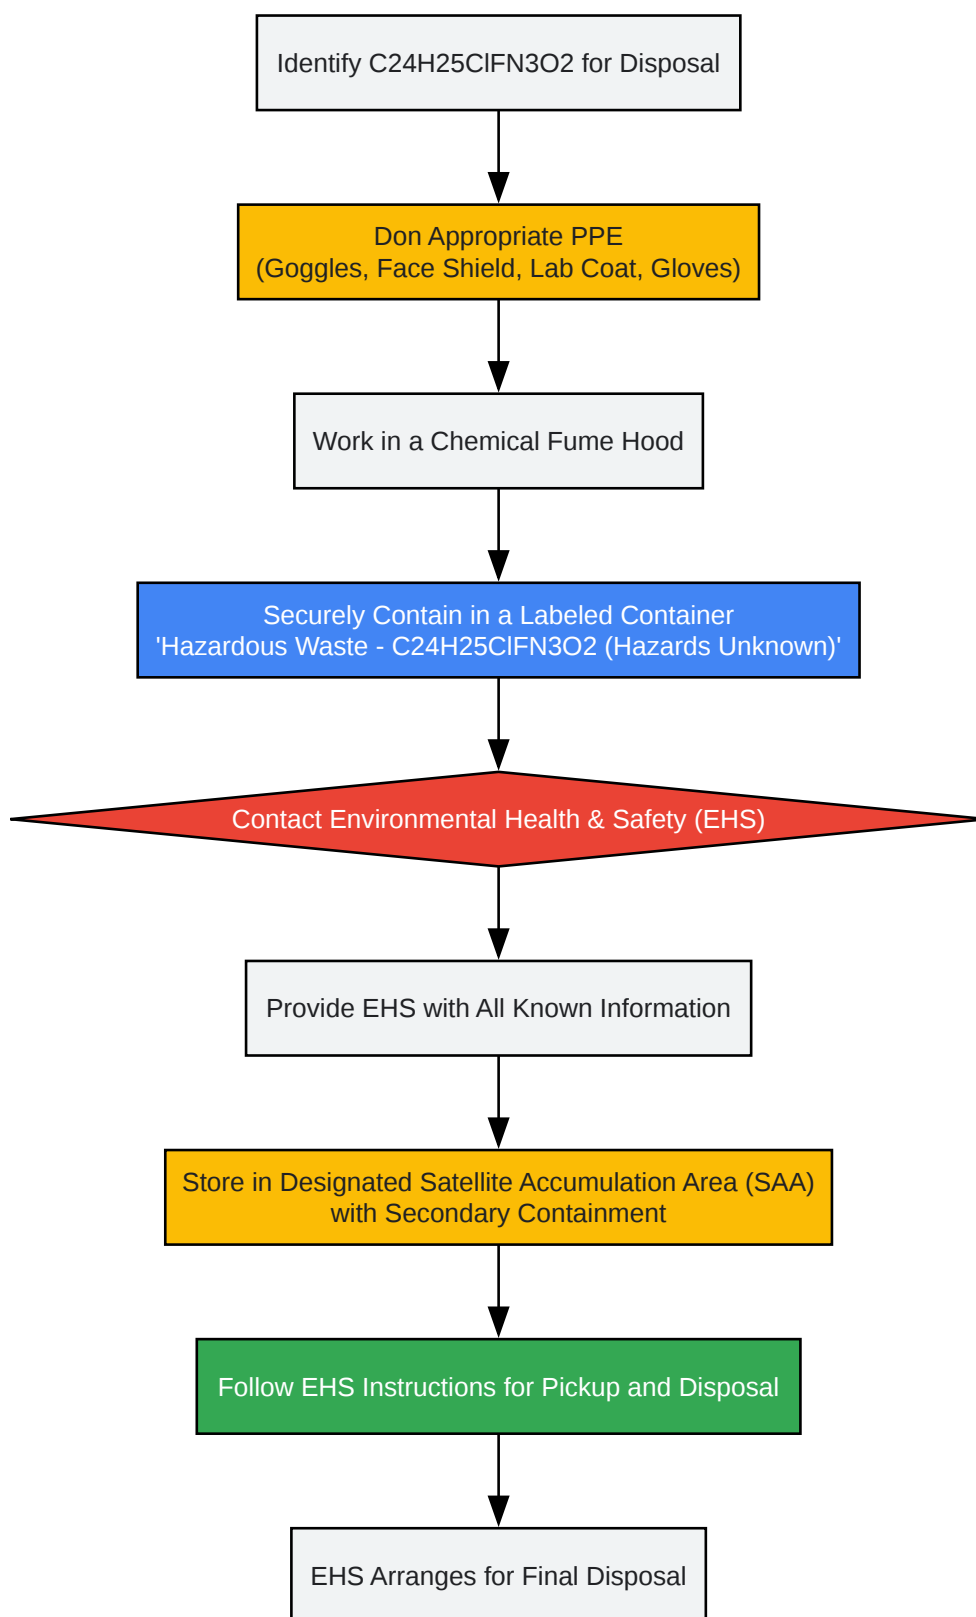 Identify C24H25ClFN3O2 for Disposal
Don Appropriate PPE
(Goggles, Face Shield, Lab Coat, Gloves)
Work in a Chemical Fume Hood
Securely Contain in a Labeled Container
'Hazardous Waste - C24H25ClFN3O2 (Hazards Unknown)'
Contact Environmental Health & Safety (EHS)
Provide EHS with All Known Information
Store in Designated Satellite Accumulation Area (SAA)
with Secondary Containment
Follow EHS Instructions for Pickup and Disposal
EHS Arranges for Final Disposal